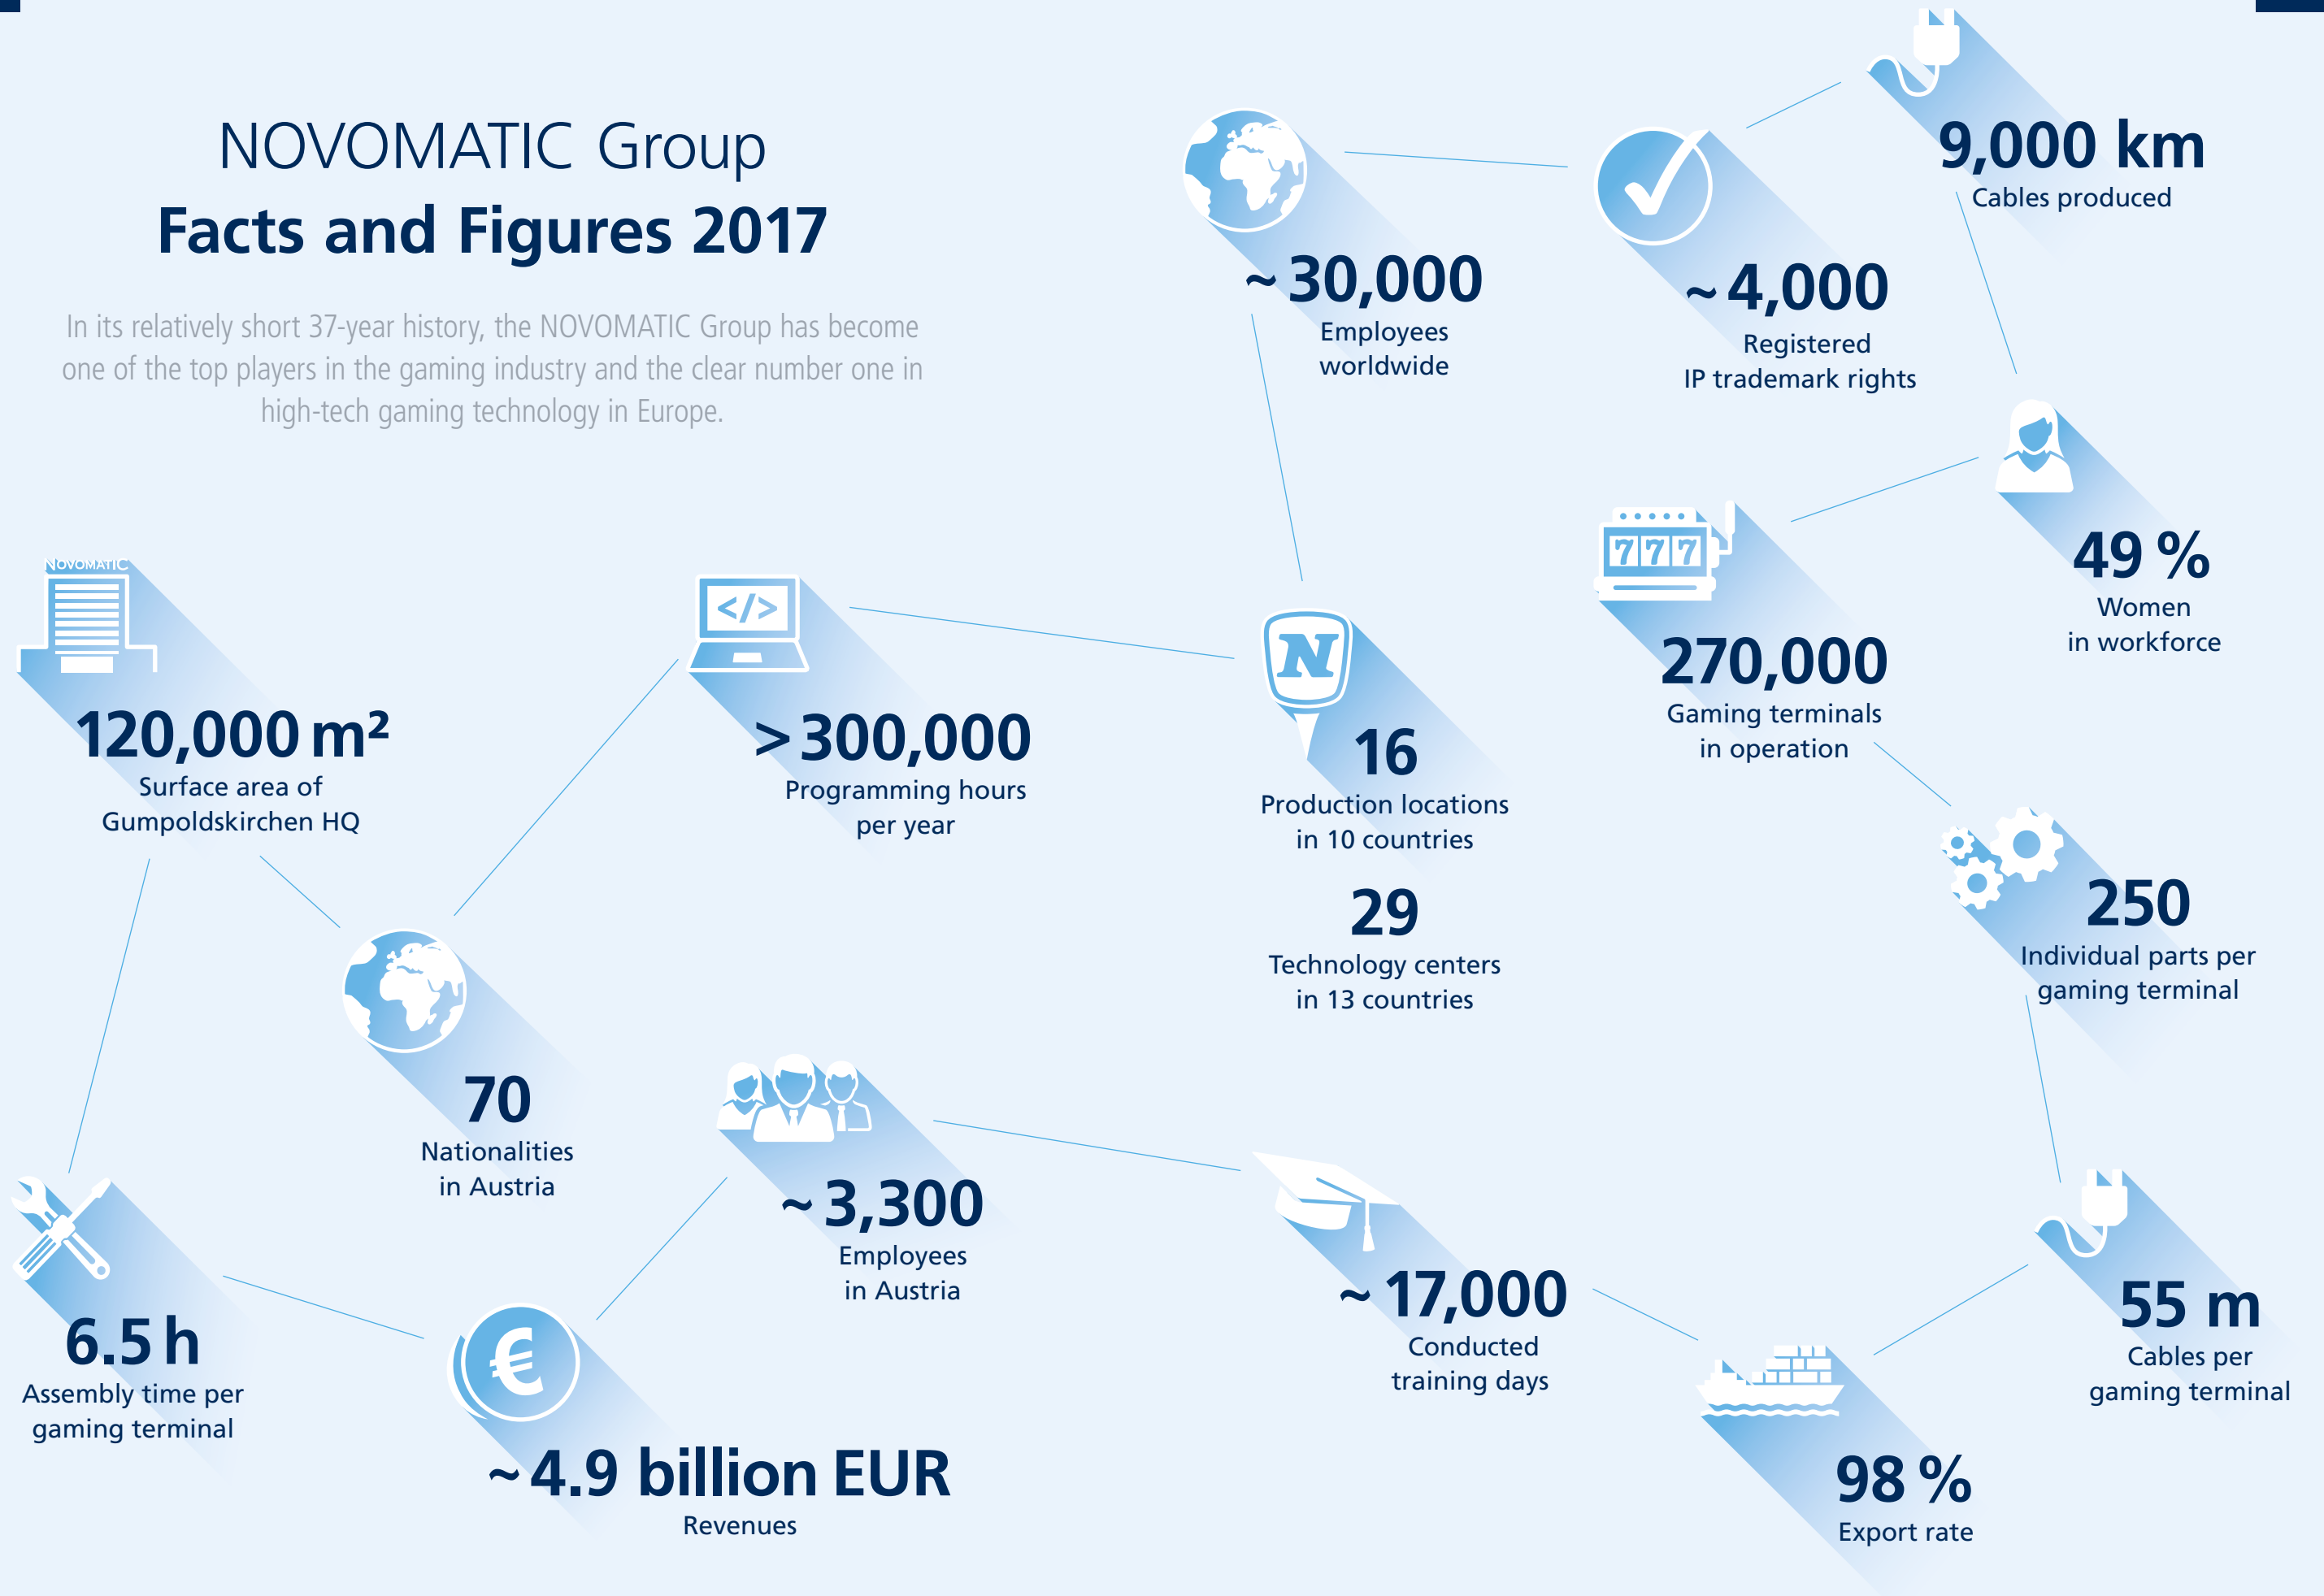 NOVOMATIC Group
Facts and Figures 2017
In its relatively short 37-year history, the NOVOMATIC Group has become
one of the top players in the gaming industry and the clear number one in
high-tech gaming technology in Europe.
9,000 km
Cables produced
~ 30,000
Employees
worldwide
~ 4,000
Registered
IP trademark rights
49 %
Women
in workforce
777
270,000
Gaming terminals
in operation
NOVOMATIC
120,000 m²
Surface area of
Gumpoldskirchen HQ
</>
> 300,000
Programming hours
per year
N
16
Production locations
in 10 countries
29
Technology centers
in 13 countries
250
Individual parts per
gaming terminal
70
Nationalities
in Austria
~ 3,300
Employees
in Austria
~ 17,000
Conducted
training days
55 m
Cables per
gaming terminal
6.5 h
Assembly time per
gaming terminal
€
~ 4.9 billion EUR
Revenues
98 %
Export rate